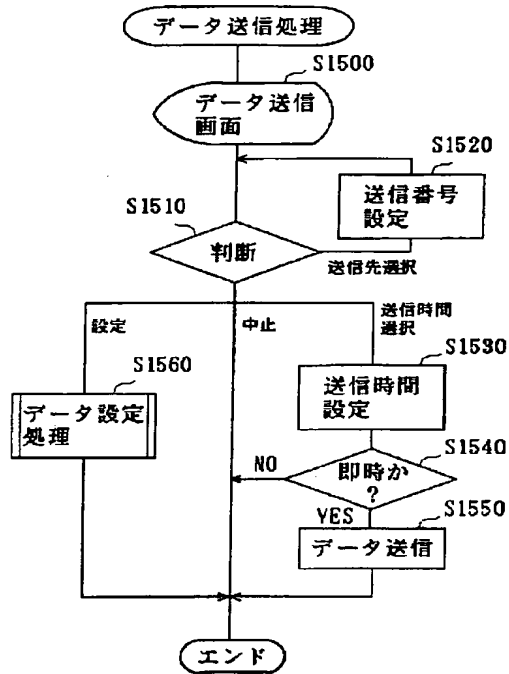 データ送信処理
S1500
データ送信
画面
S1520
送信番号
設定
S1510
判断
送信先選択
設定
中止
送信時間
選択
S1530
送信時間
設定
S1560
データ設定
処理
S1540
即時か
?
NO
YES
S1550
データ送信
エンド